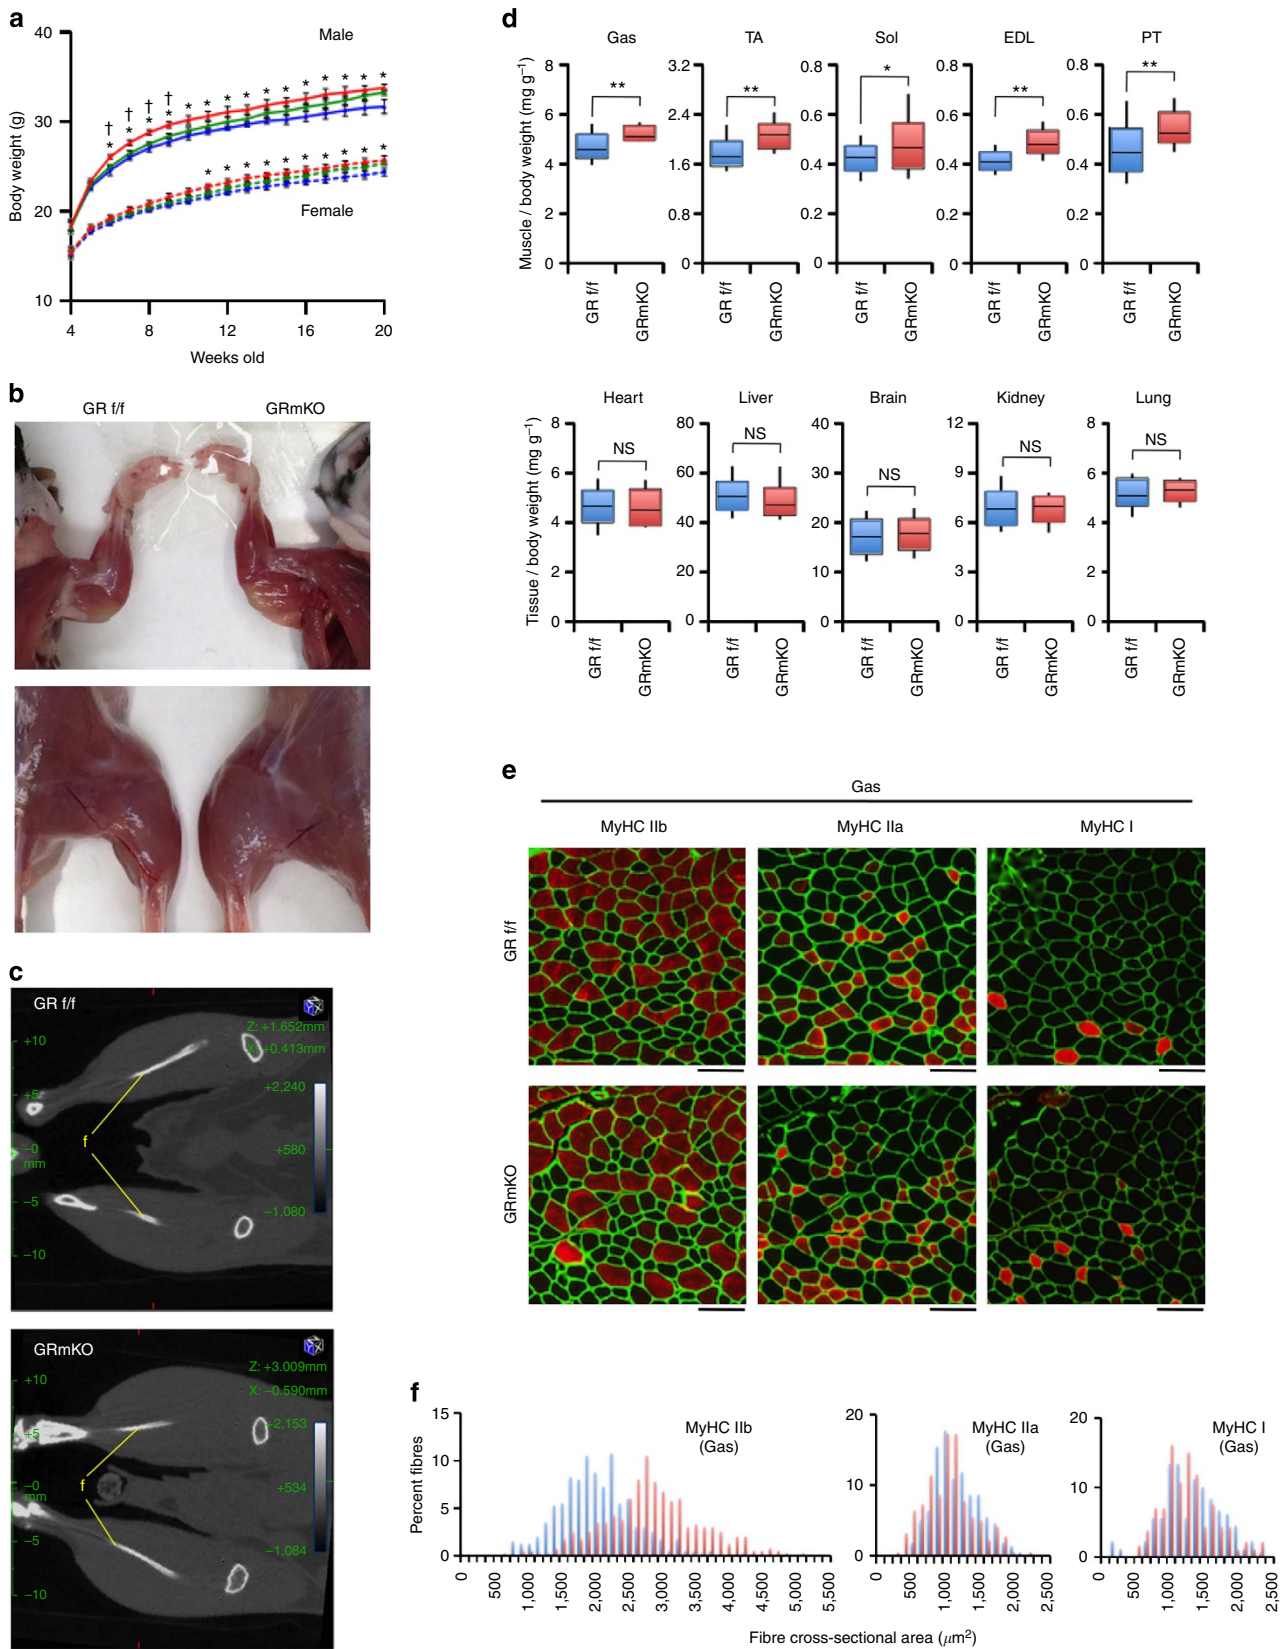 a
40
30
20
10
Body weight (g)
Male
Female
† † † †
* * * * * * * * * * * * * * *
* * * * * * * * * *
4 8 12 16 20
Weeks old
b
GR f/f GRmKO
c
GR f/f
Z: +1.652mm
X: +0.413mm
+10
+5
−0
mm
−5
−10
+2,240
+580
−1,080
f
GRmKO
Z: +3.009mm
X: −0.590mm
+10
+5
−0
mm
−5
−10
+2,153
+534
−1,084
f
d
Muscle / body weight (mg g−1)
Gas TA Sol EDL PT
** ** * ** **
8 3.2 0.8 0.8 0.8
6 2.4 0.6 0.6 0.6
4 1.6 0.4 0.4 0.4
2 0.8 0.2 0.2 0.2
0 0 0 0 0
GR f/f GRmKO GR f/f GRmKO GR f/f GRmKO GR f/f GRmKO GR f/f GRmKO
Tissue / body weight (mg g−1)
Heart Liver Brain Kidney Lung
NS NS NS NS NS
8 80 40 12 8
6 60 30 9 6
4 40 20 6 4
2 20 10 3 2
0 0 0 0 0
GR f/f GRmKO GR f/f GRmKO GR f/f GRmKO GR f/f GRmKO GR f/f GRmKO
e
Gas
MyHC IIb MyHC IIa MyHC I
GR f/f
GRmKO
f
Percent fibres
MyHC IIb
(Gas)
15
10
5
0
0 500 1,000 1,500 2,000 2,500 3,000 3,500 4,000 4,500 5,000 5,500
MyHC IIa
(Gas)
20
10
0
0 500 1,000 1,500 2,000 2,500
MyHC I
(Gas)
20
10
0
0 500 1,000 1,500 2,000 2,500
Fibre cross-sectional area (μm2)